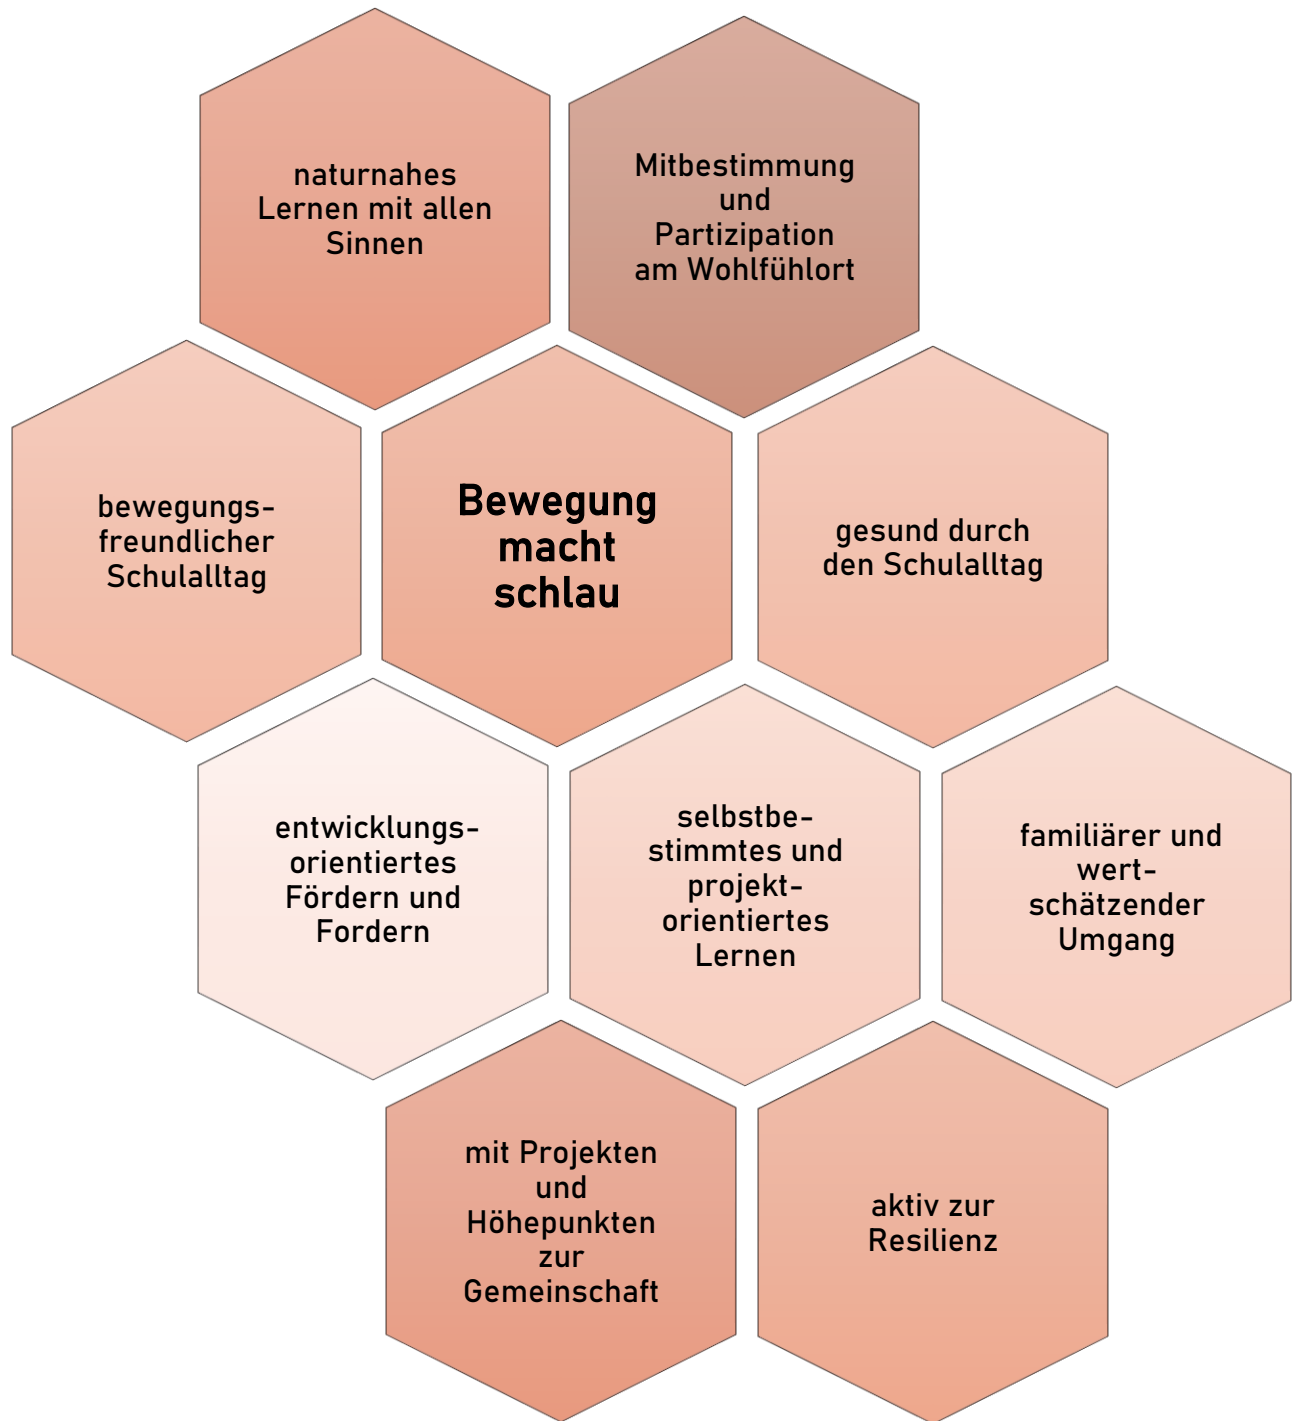 naturnahes
Lernen mit allen
Sinnen
Mitbestimmung
und
Partizipation
am Wohlfühlort
bewegungs-
freundlicher
Schulalltag
Bewegung
macht
schlau
gesund durch
den Schulalltag
entwicklungs-
orientiertes
Fördern und
Fordern
selbstbe-
stimmtes und
projekt-
orientiertes
Lernen
familiärer und
wert-
schätzender
Umgang
mit Projekten
und
Höhepunkten
zur
Gemeinschaft
aktiv zur
Resilienz